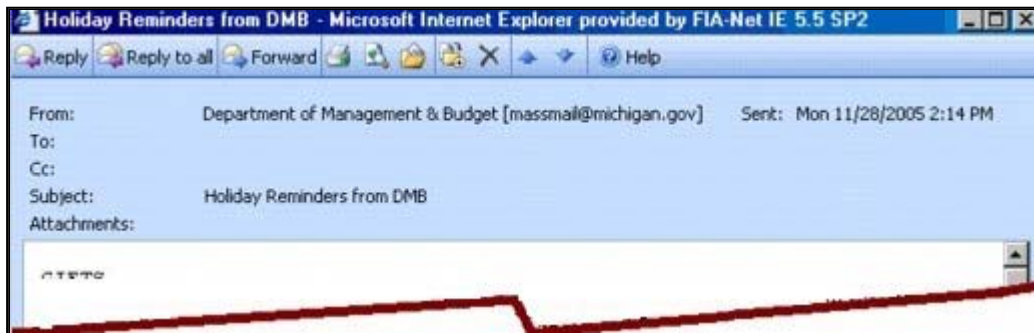 Holiday Reminders from DMB - Microsoft Internet Explorer provided by FIA-Net IE 5.5 SP2
Reply Reply to all Forward Help
From: Department of Management & Budget [massmail@michigan.gov] Sent: Mon 11/28/2005 2:14 PM
To:
Cc:
Subject: Holiday Reminders from DMB
Attachments:
GIFTS